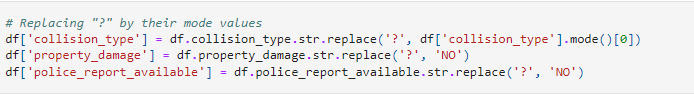 # Replacing "?" by their mode values
df['collision_type'] = df.collision_type.str.replace('?', df['collision_type'].mode()[0])
df['property_damage'] = df.property_damage.str.replace('?', 'NO')
df['police_report_available'] = df.police_report_available.str.replace('?', 'NO')